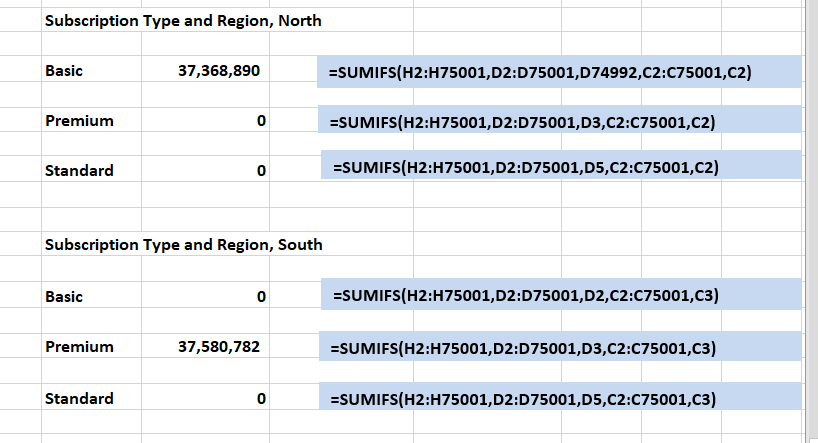 Subscription Type and Region, North
Basic 37,368,890 =SUMIFS(H2:H75001,D2:D75001,D74992,C2:C75001,C2)
Premium 0 =SUMIFS(H2:H75001,D2:D75001,D3,C2:C75001,C2)
Standard 0 =SUMIFS(H2:H75001,D2:D75001,D5,C2:C75001,C2)
Subscription Type and Region, South
Basic 0 =SUMIFS(H2:H75001,D2:D75001,D2,C2:C75001,C3)
Premium 37,580,782 =SUMIFS(H2:H75001,D2:D75001,D3,C2:C75001,C3)
Standard 0 =SUMIFS(H2:H75001,D2:D75001,D5,C2:C75001,C3)